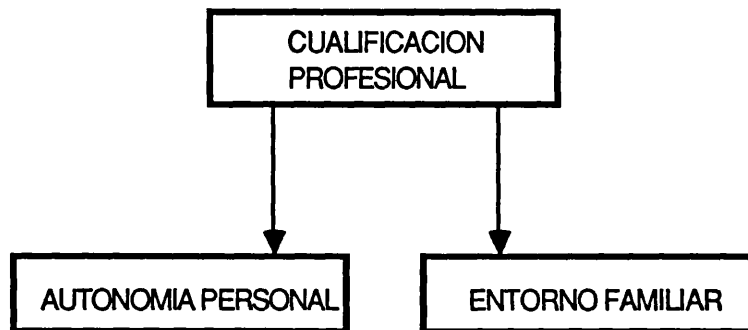 CUALIFICACION
PROFESIONAL
AUTONOMIA PERSONAL
ENTORNO FAMILIAR